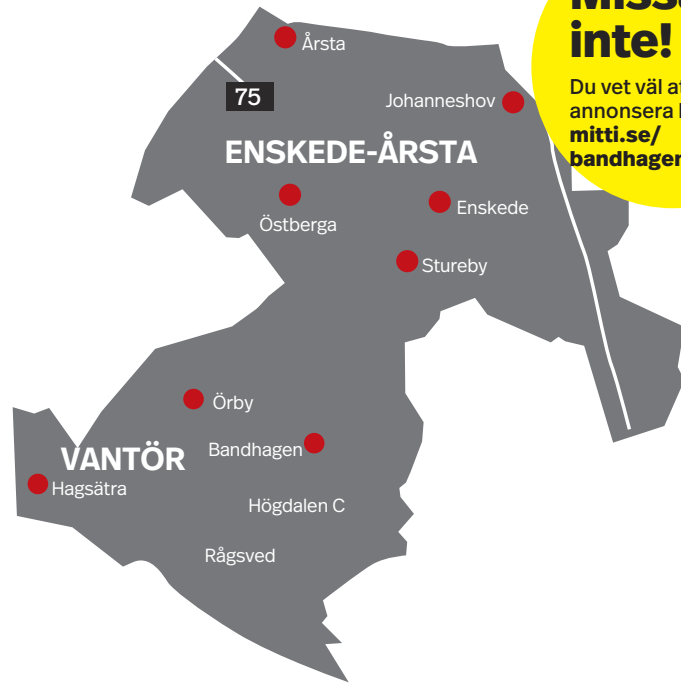 Missa
inte!
Du vet väl at
annonsera
mitti.se/
bandhagen
Årsta
75
Johanneshov
ENSKEDE-ÅRSTA
Enskede
Östberga
Stureby
Örby
Bandhagen
VANTÖR
Hagsätra
Högdalen C
Rågsved